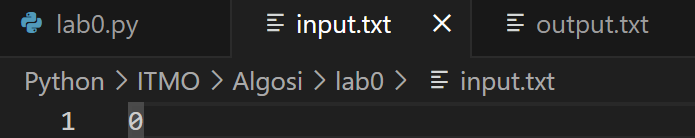 lab0.py input.txt output.txt
Python > ITMO > Algosi > lab0 > input.txt
1 0